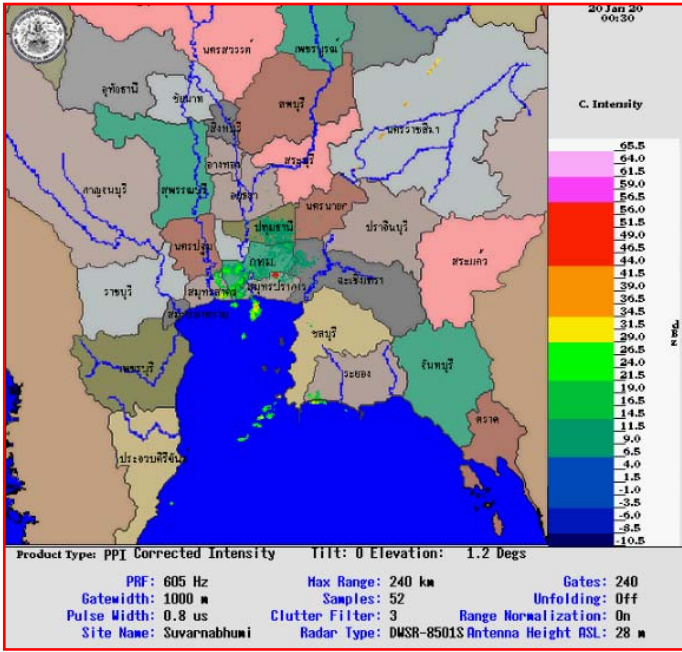 20 Jan 20
00:30
C. Intensity
นครสวรรค์
เพชรบูรณ์
อุทัยธานี
ชัยนาท
ลพบุรี
สิงห์บุรี
นครราชสีมา
อ่างทอง
สระบุรี
กาญจนบุรี
สุพรรณบุรี
อยุธยา
นครนายก
ปทุมธานี
ปราจีนบุรี
นครปฐม
กทม.
สระแก้ว
ราชบุรี
สมุทรสาคร
สมุทรปราการ
ฉะเชิงเทรา
สมุทรสงคราม
ชลบุรี
เพชรบุรี
ระยอง
จันทบุรี
ตราด
ประจวบคีรีขันธ์
65.5
64.0
61.5
59.0
56.5
56.0
51.5
49.0
46.5
44.0
41.5
39.0
36.5
34.5
31.5
29.0
26.5
24.0
21.5
19.0
16.5
14.5
11.5
9.0
6.5
4.0
1.5
-1.0
-3.5
-6.0
-8.5
-10.5
Product Type: PPI Corrected Intensity Tilt: 0 Elevation: 1.2 Degs
PRF: 605 Hz Max Range: 240 km Gates: 240
Gatewidth: 1000 m Samples: 52 Unfolding: Off
Pulse Width: 0.8 us Clutter Filter: 3 Range Normalization: On
Site Name: Suvarnabhumi Radar Type: DWSR-8501S Antenna Height ASL: 28 m